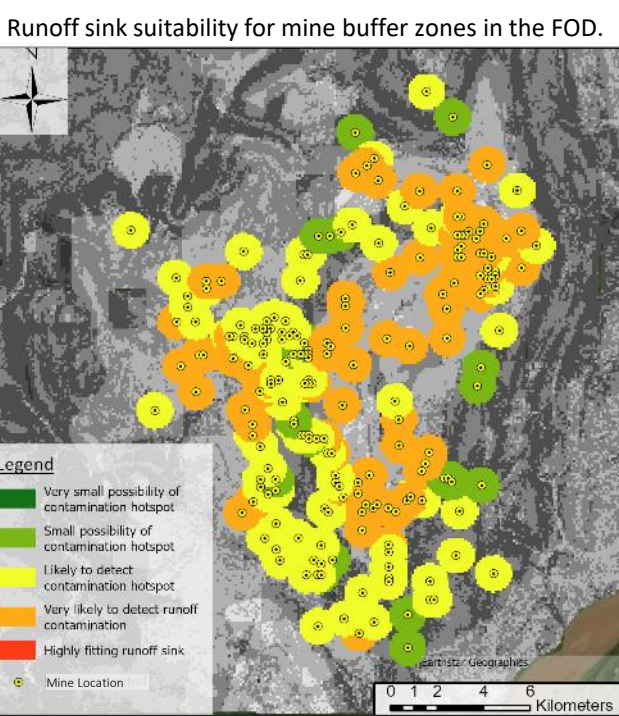 Runoff sink suitability for mine buffer zones in the FOD.
Legend
Very small possibility of
contamination hotspot
Small possibility of
contamination hotspot
Likely to detect
contamination hotspot
Very likely to detect runoff
contamination
Highly fitting runoff sink
Mine Location
Earthstar Geographics
0 1 2 4 6
Kilometers